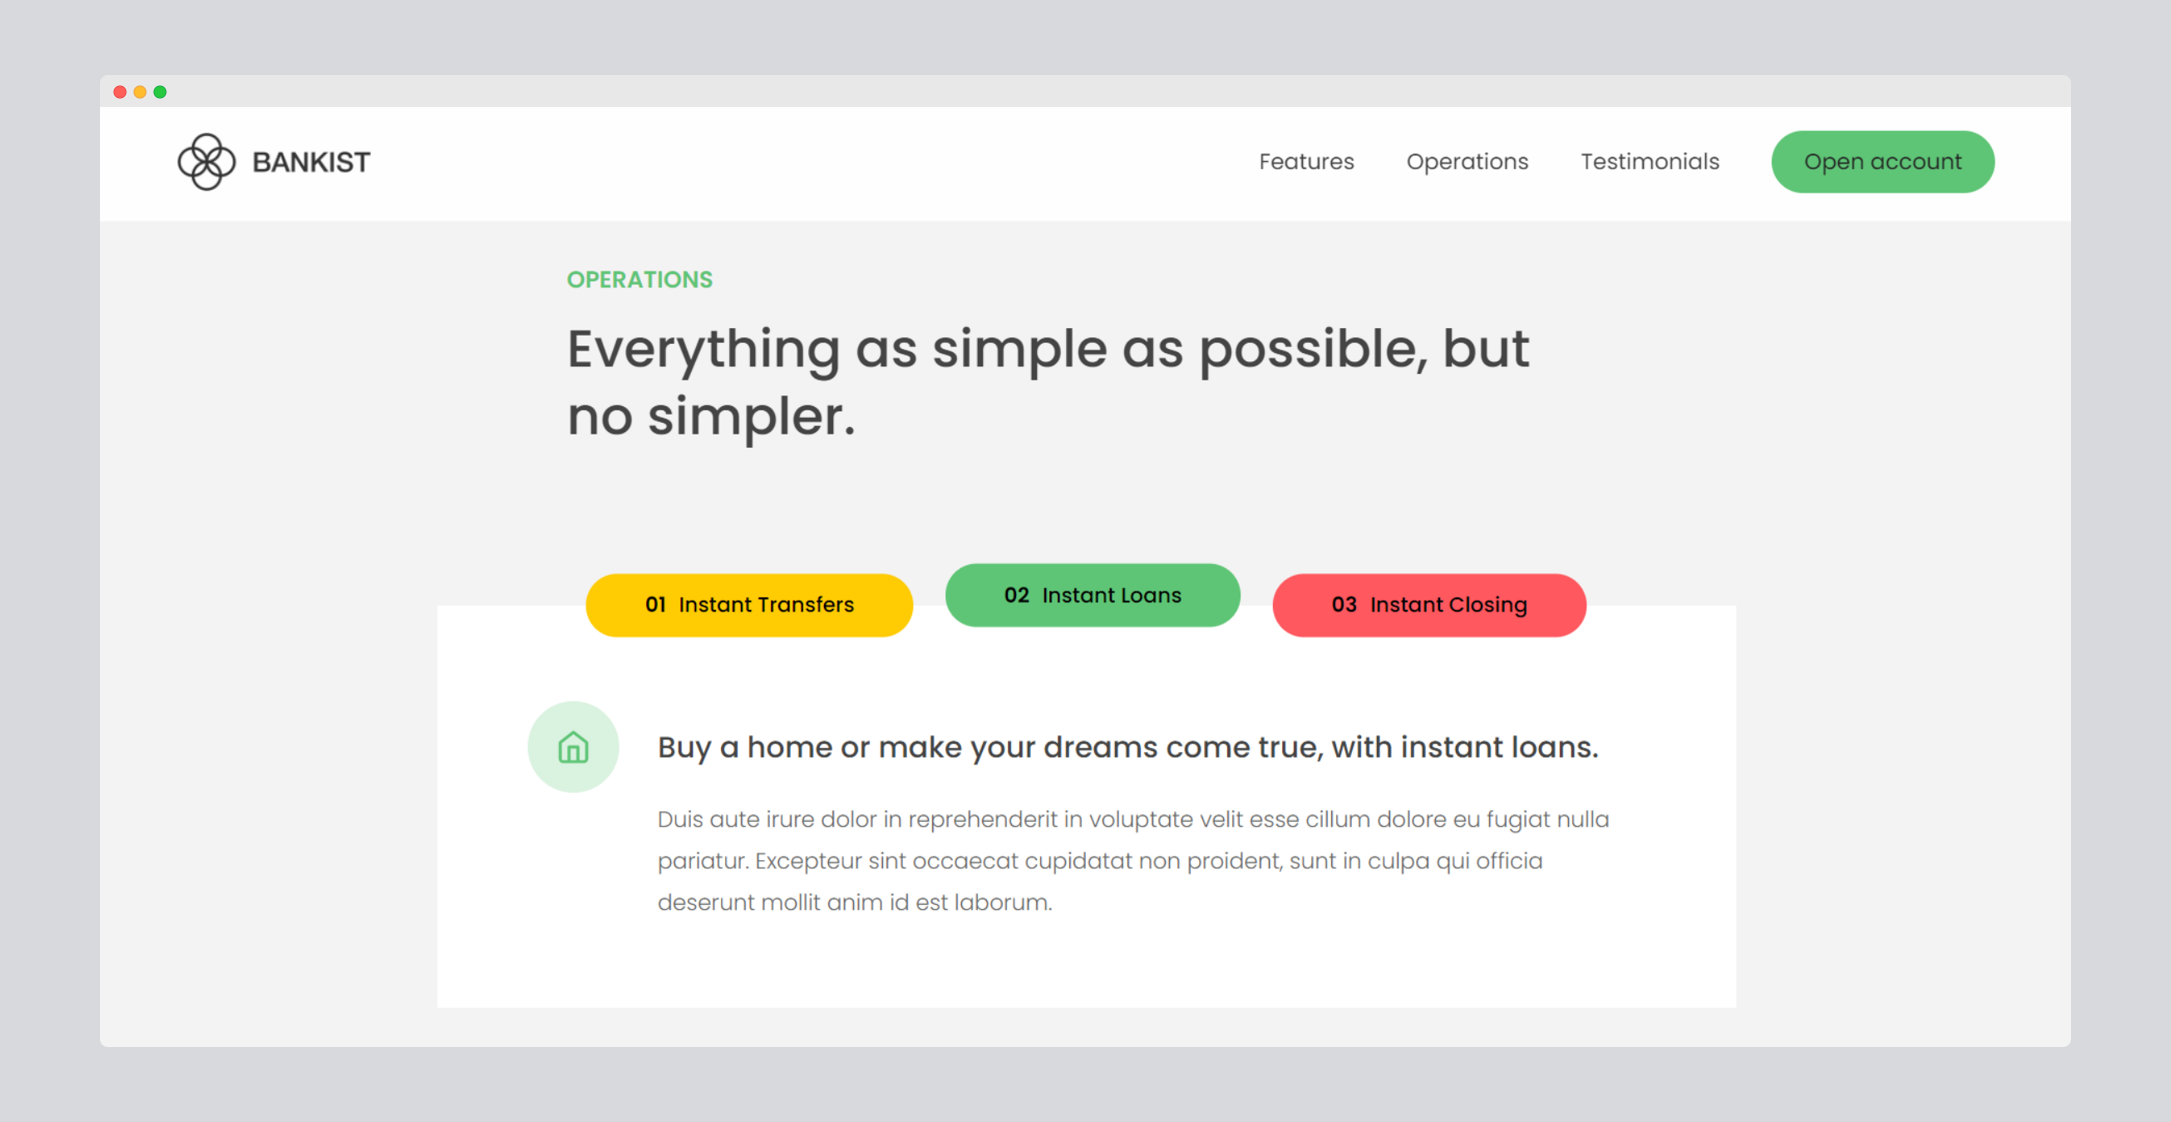 BANKIST
Features
Operations
Testimonials
Open account
OPERATIONS
Everything as simple as possible, but
no simpler.
01 Instant Transfers
02 Instant Loans
03 Instant Closing
Buy a home or make your dreams come true, with instant loans.
Duis aute irure dolor in reprehenderit in voluptate velit esse cillum dolore eu fugiat nulla
pariatur. Excepteur sint occaecat cupidatat non proident, sunt in culpa qui officia
deserunt mollit anim id est laborum.